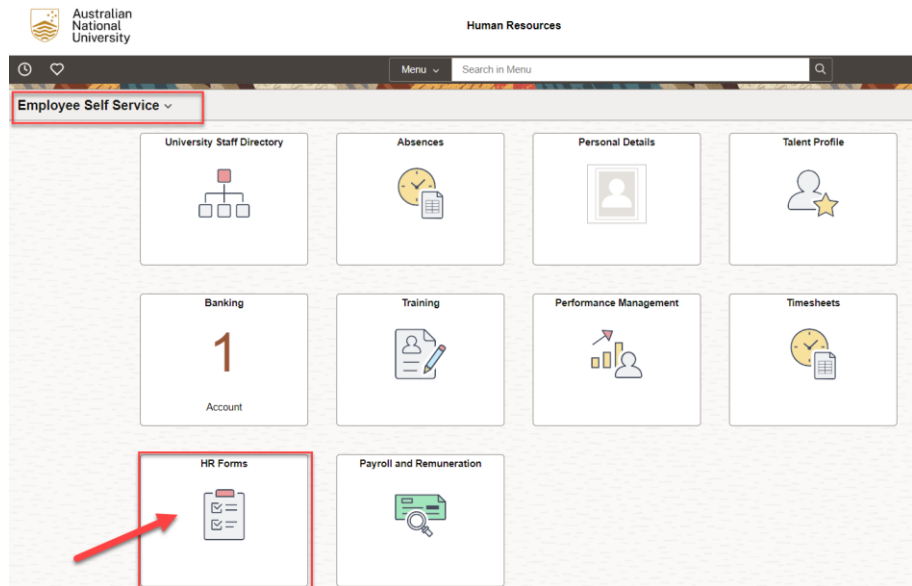 Australian
National
University
Human Resources
Menu
Search in Menu
Employee Self Service
University Staff Directory
Absences
Personal Details
Talent Profile
Banking
Training
Performance Management
Timesheets
1
Account
HR Forms
Payroll and Remuneration